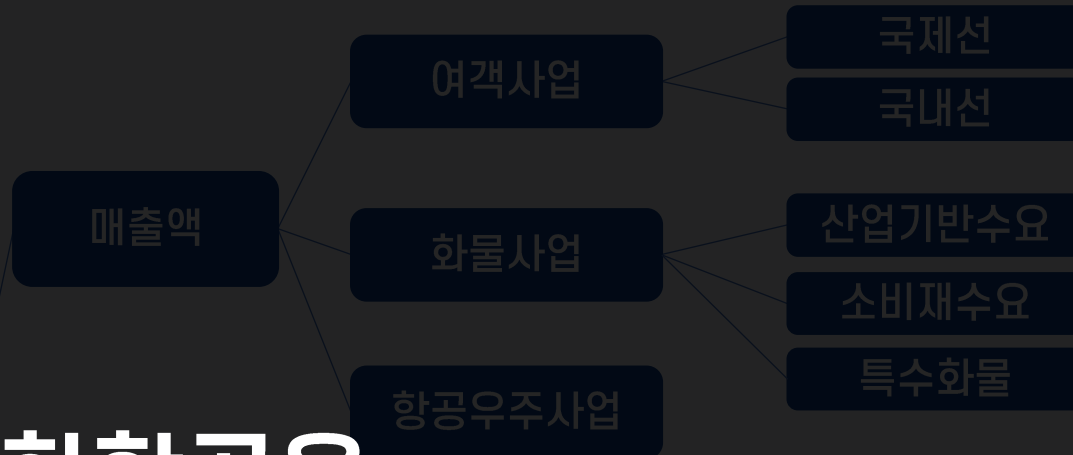 국제선
여객사업
국내선
매출액
산업기반수요
화물사업
소비재수요
특수화물
항공우주사업